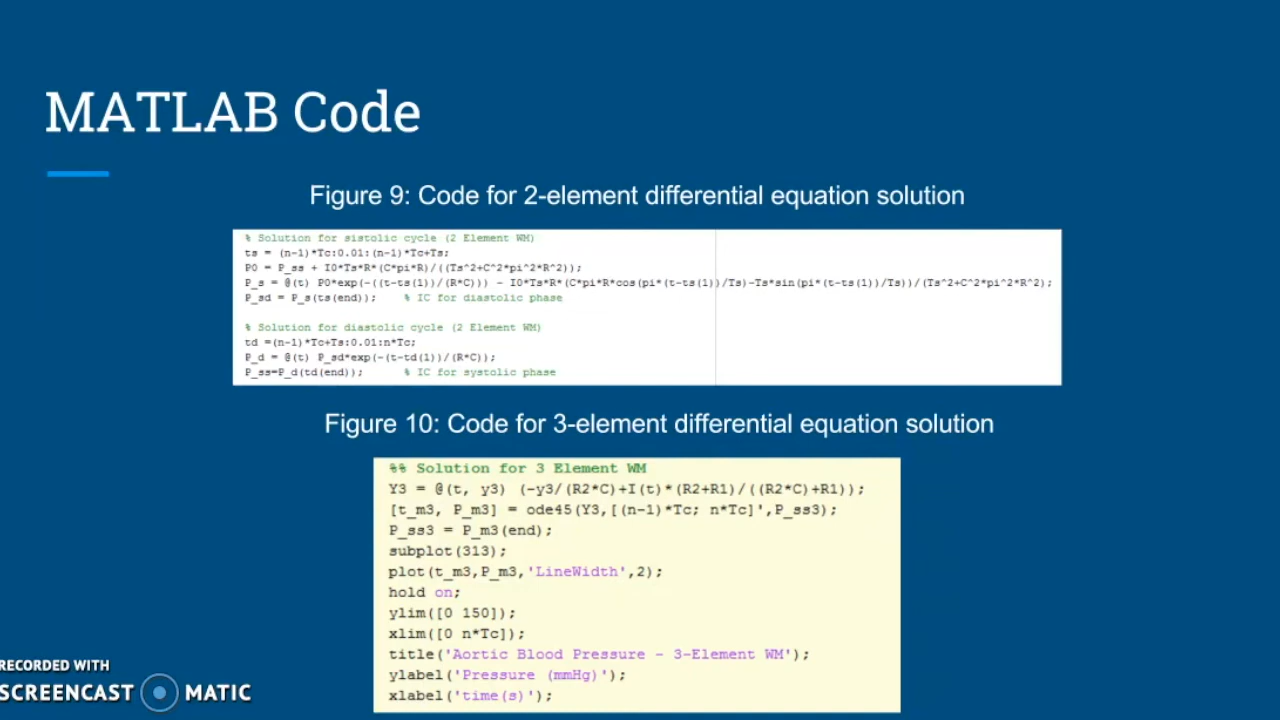 MATLAB Code
Figure 9: Code for 2-element differential equation solution
% Solution for sistolic cycle (2 Element WM)
ts = (n-1)*Tc:0.01:(n-1)*Tc+Ts;
P0 = P_ss + I0*Ts*R*(C*pi*R)/((Ts^2+C^2*pi^2*R^2));
P_s = @(t) P0*exp(-((t-ts(1))/(R*C))) - I0*Ts*R*(C*pi*R*cos(pi*(t-ts(1))/Ts)-Ts*sin(pi*(t-ts(1))/Ts))/(Ts^2+C^2*pi^2*R^2);
P_sd = P_s(ts(end)); % IC for diastolic phase
% Solution for diastolic cycle (2 Element WM)
td =(n-1)*Tc+Ts:0.01:n*Tc;
P_d = @(t) P_sd*exp(-(t-td(1))/(R*C));
P_ss=P_d(td(end)); % IC for systolic phase
Figure 10: Code for 3-element differential equation solution
%% Solution for 3 Element WM
Y3 = @(t, y3) (-y3/(R2*C)+I(t)*(R2+R1)/((R2*C)+R1));
[t_m3, P_m3] = ode45(Y3,[(n-1)*Tc; n*Tc]',P_ss3);
P_ss3 = P_m3(end);
subplot(313);
plot(t_m3,P_m3,'LineWidth',2);
hold on;
ylim([0 150]);
xlim([0 n*Tc]);
title('Aortic Blood Pressure - 3-Element WM');
ylabel('Pressure (mmHg)');
xlabel('time(s)');
RECORDED WITH
SCREENCAST MATIC